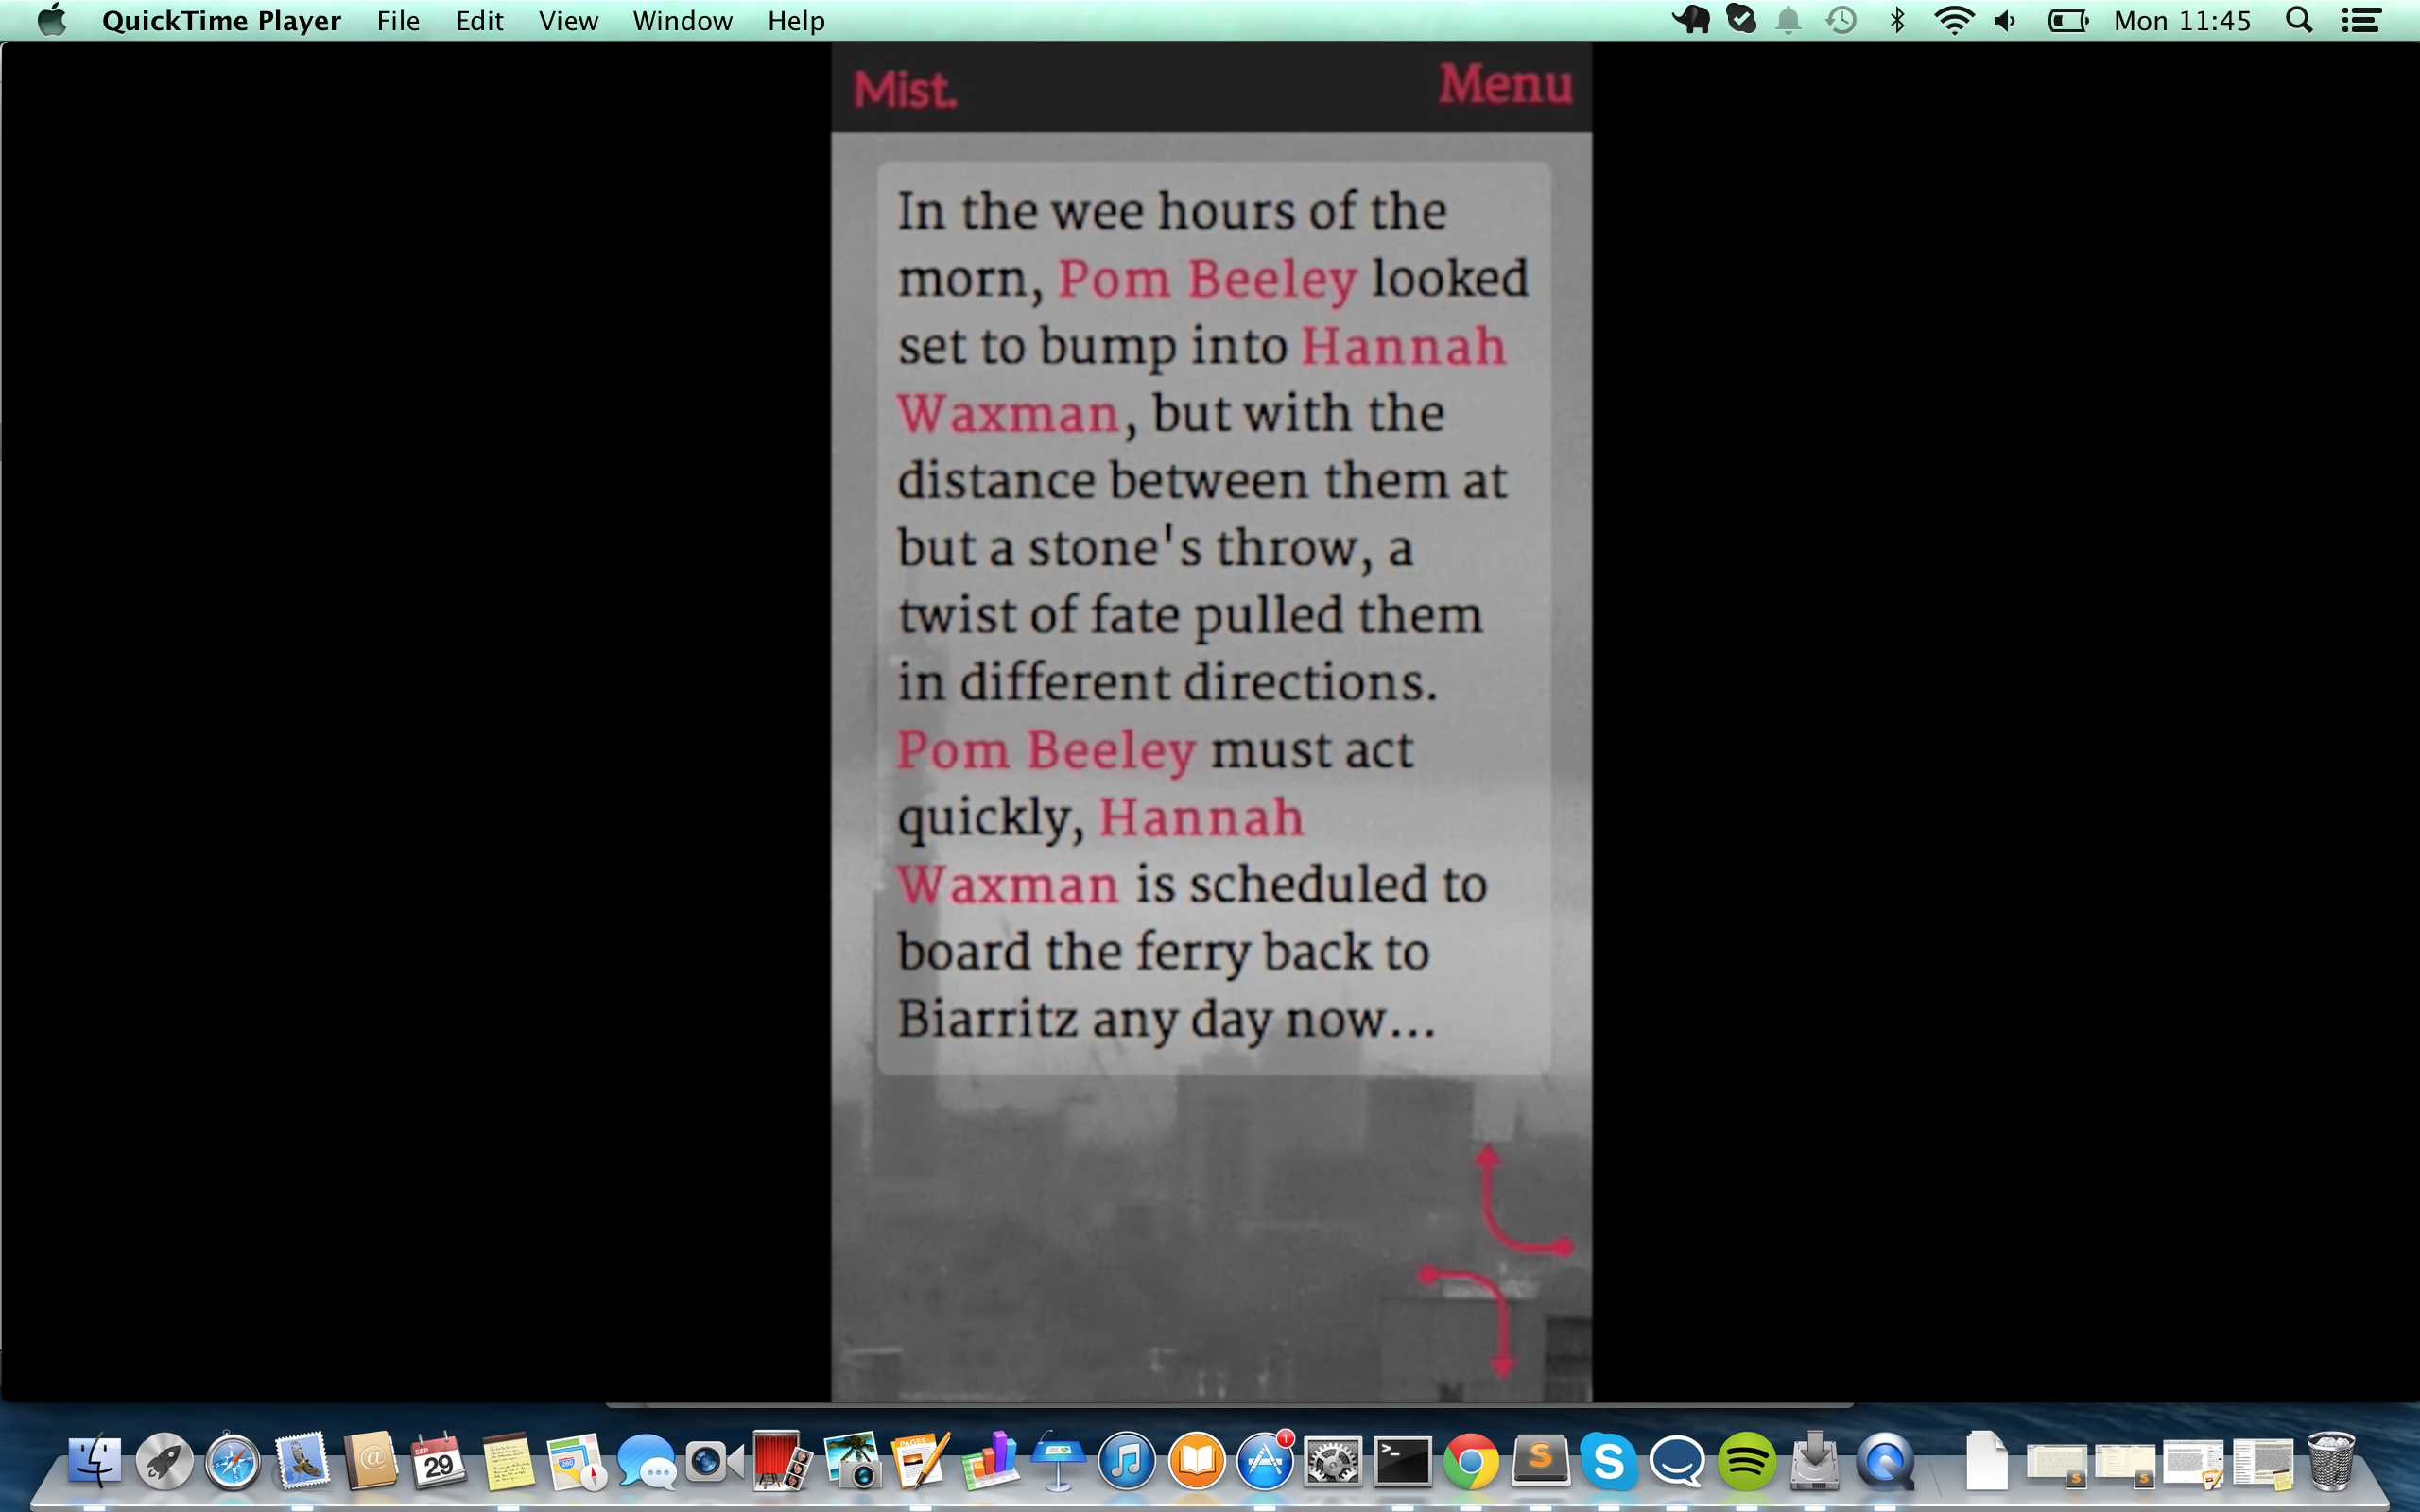 QuickTime Player File Edit View Window Help Mon 11:45
Mist. Menu
In the wee hours of the
morn, Pom Beeley looked
set to bump into Hannah
Waxman, but with the
distance between them at
but a stone's throw, a
twist of fate pulled them
in different directions.
Pom Beeley must act
quickly, Hannah
Waxman is scheduled to
board the ferry back to
Biarritz any day now...
SEP
29
280
PAGES
1
>_
S
S
S
S